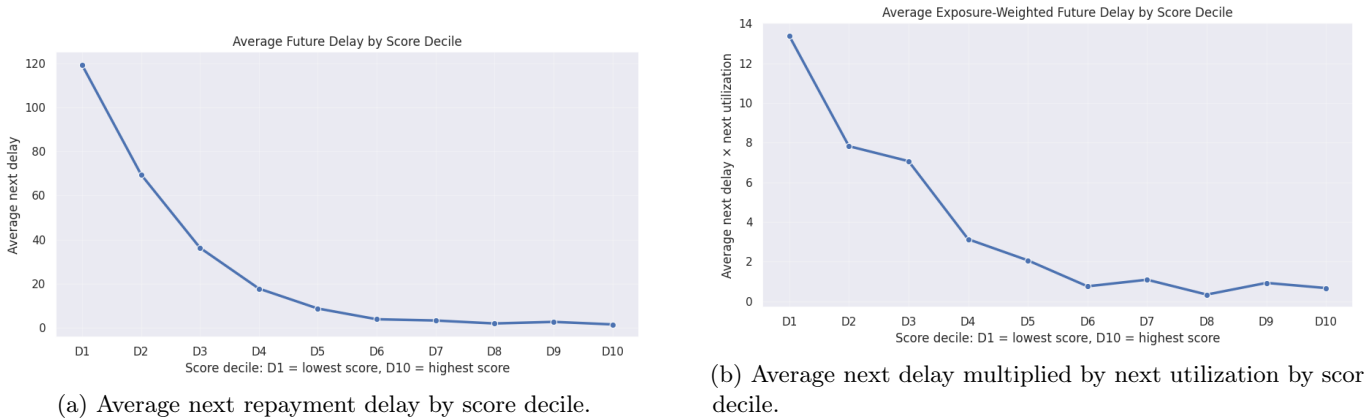 Average Future Delay by Score Decile
120
100
80
60
40
20
0
Average next delay
D1 D2 D3 D4 D5 D6 D7 D8 D9 D10
Score decile: D1 = lowest score, D10 = highest score
(a) Average next repayment delay by score decile.
Average Exposure-Weighted Future Delay by Score Decile
14
12
10
8
6
4
2
0
Average next delay × next utilization
D1 D2 D3 D4 D5 D6 D7 D8 D9 D10
Score decile: D1 = lowest score, D10 = highest score
(b) Average next delay multiplied by next utilization by scor
decile.